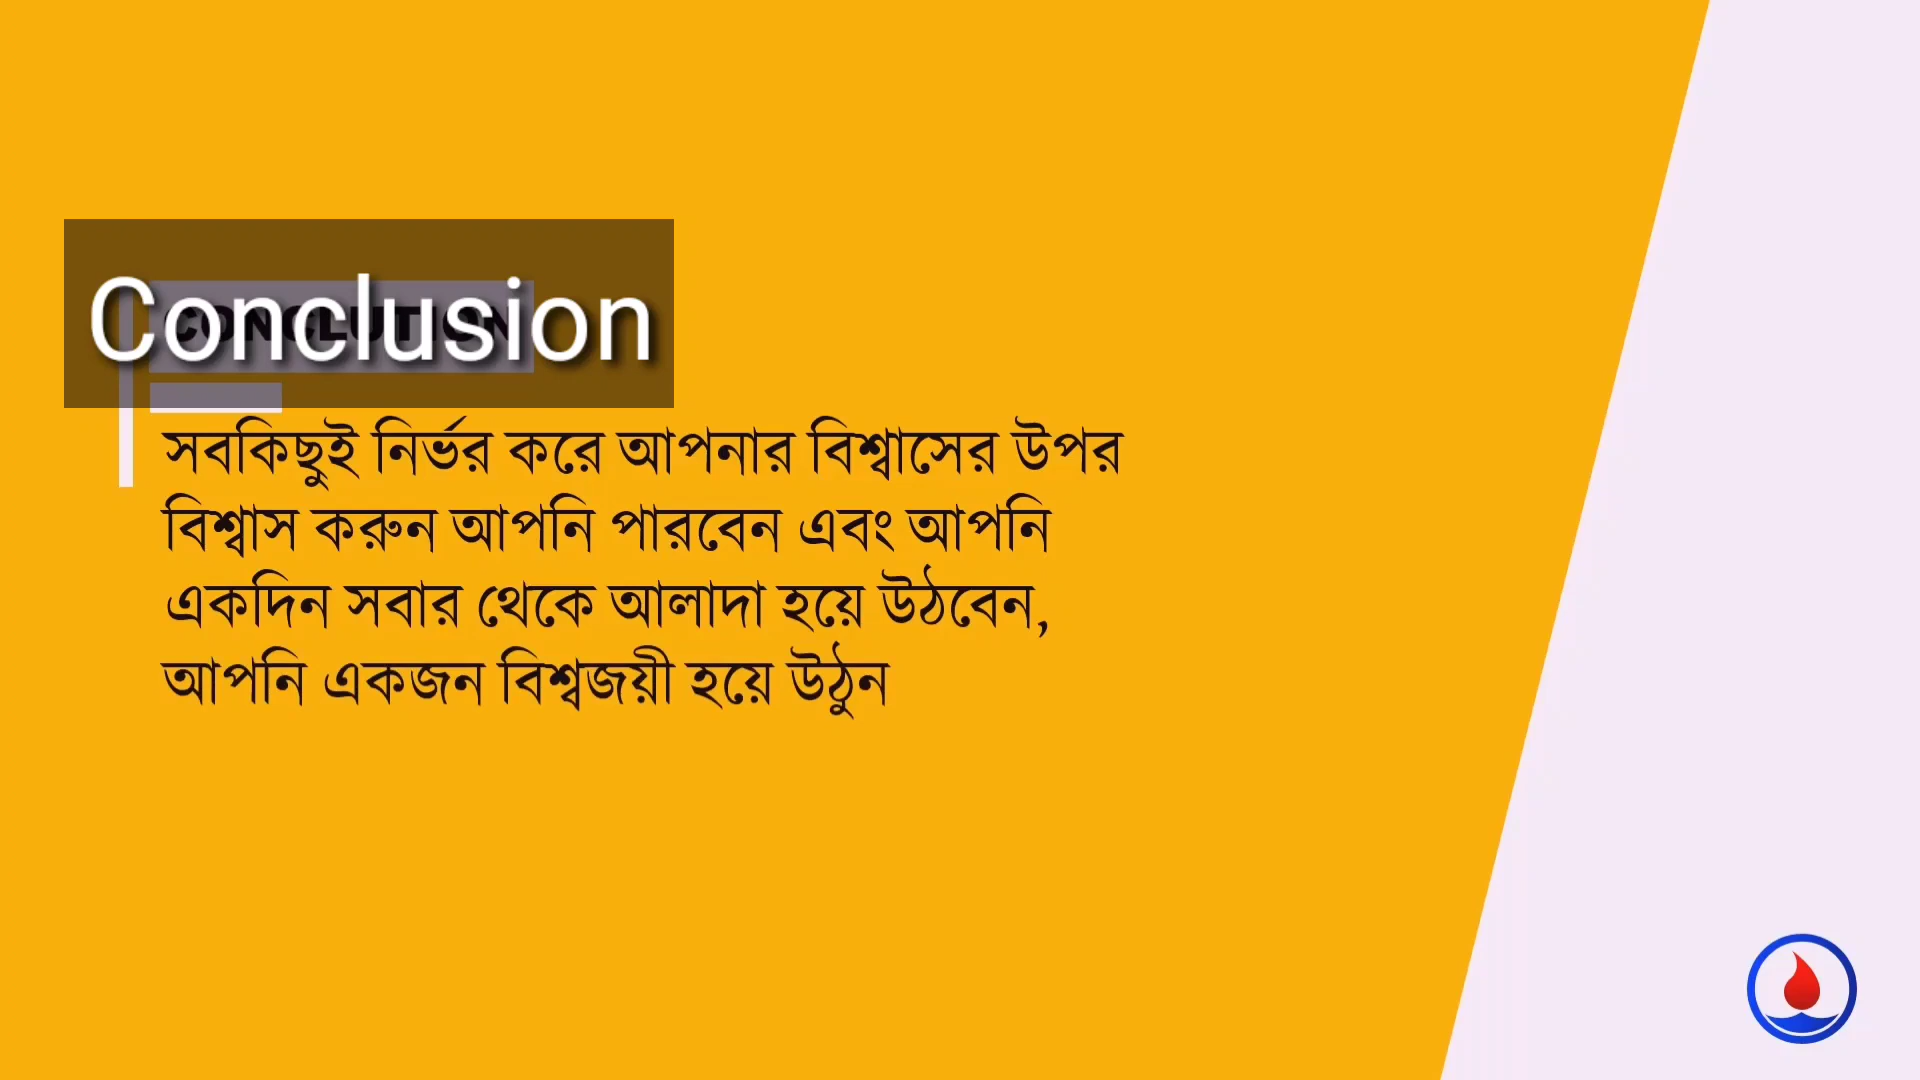 Conclusion
CONCLUTION
সবকিছুই নির্ভর করে আপনার বিশ্বাসের উপর
বিশ্বাস করুন আপনি পারবেন এবং আপনি
একদিন সবার থেকে আলাদা হয়ে উঠবেন,
আপনি একজন বিশ্বজয়ী হয়ে উঠুন